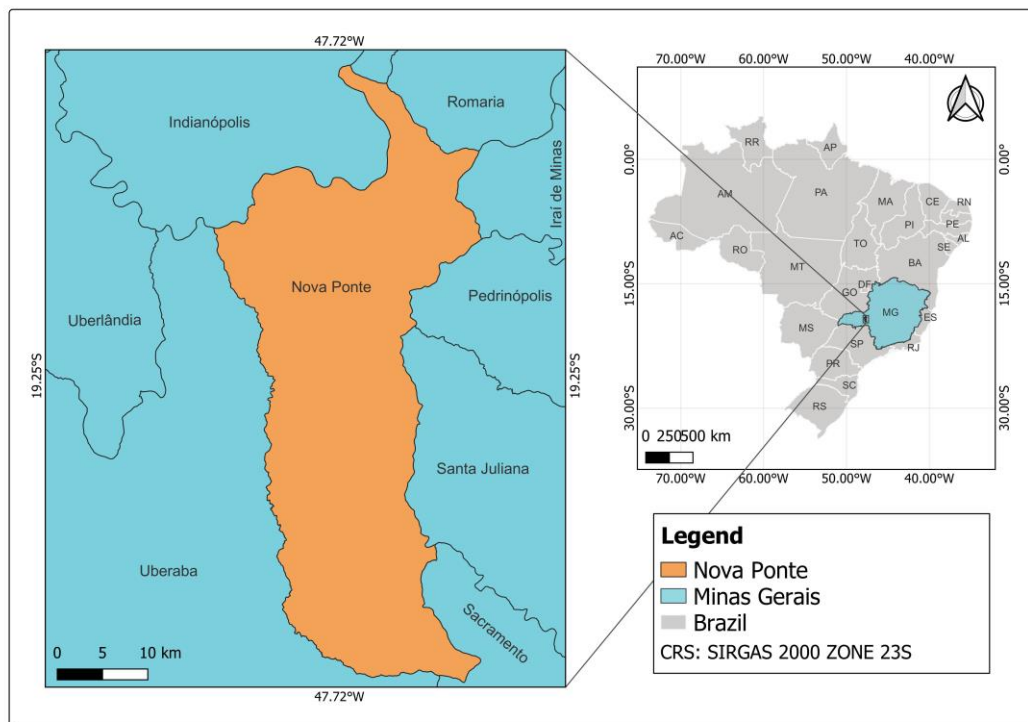 47.72°W
Romaria
Indianópolis
Iraí de Minas
Nova Ponte
Pedrinópolis
Uberlândia
19.25°S
19.25°S
Santa Juliana
Uberaba
Sacramento
0 5 10 km
47.72°W
70.00°W 60.00°W 50.00°W 40.00°W
0.00°
0.00°
15.00°S
15.00°S
30.00°S
30.00°S
RR
AP
AM
PA
MA
CE
RN
PI
PE
AL
SE
AC
RO
TO
MT
BA
DF
GO
MG
ES
MS
SP
RJ
PR
SC
RS
0 250500 km
70.00°W 60.00°W 50.00°W 40.00°W
Legend
Nova Ponte
Minas Gerais
Brazil
CRS: SIRGAS 2000 ZONE 23S